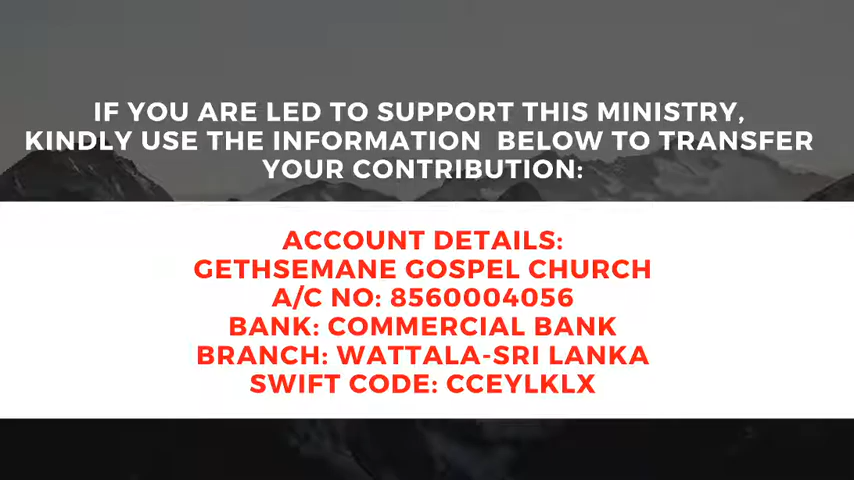 IF YOU ARE LED TO SUPPORT THIS MINISTRY,
KINDLY USE THE INFORMATION BELOW TO TRANSFER
YOUR CONTRIBUTION:
ACCOUNT DETAILS:
GETHSEMANE GOSPEL CHURCH
A/C NO: 8560004056
BANK: COMMERCIAL BANK
BRANCH: WATTALA-SRI LANKA
SWIFT CODE: CCEYLKLX